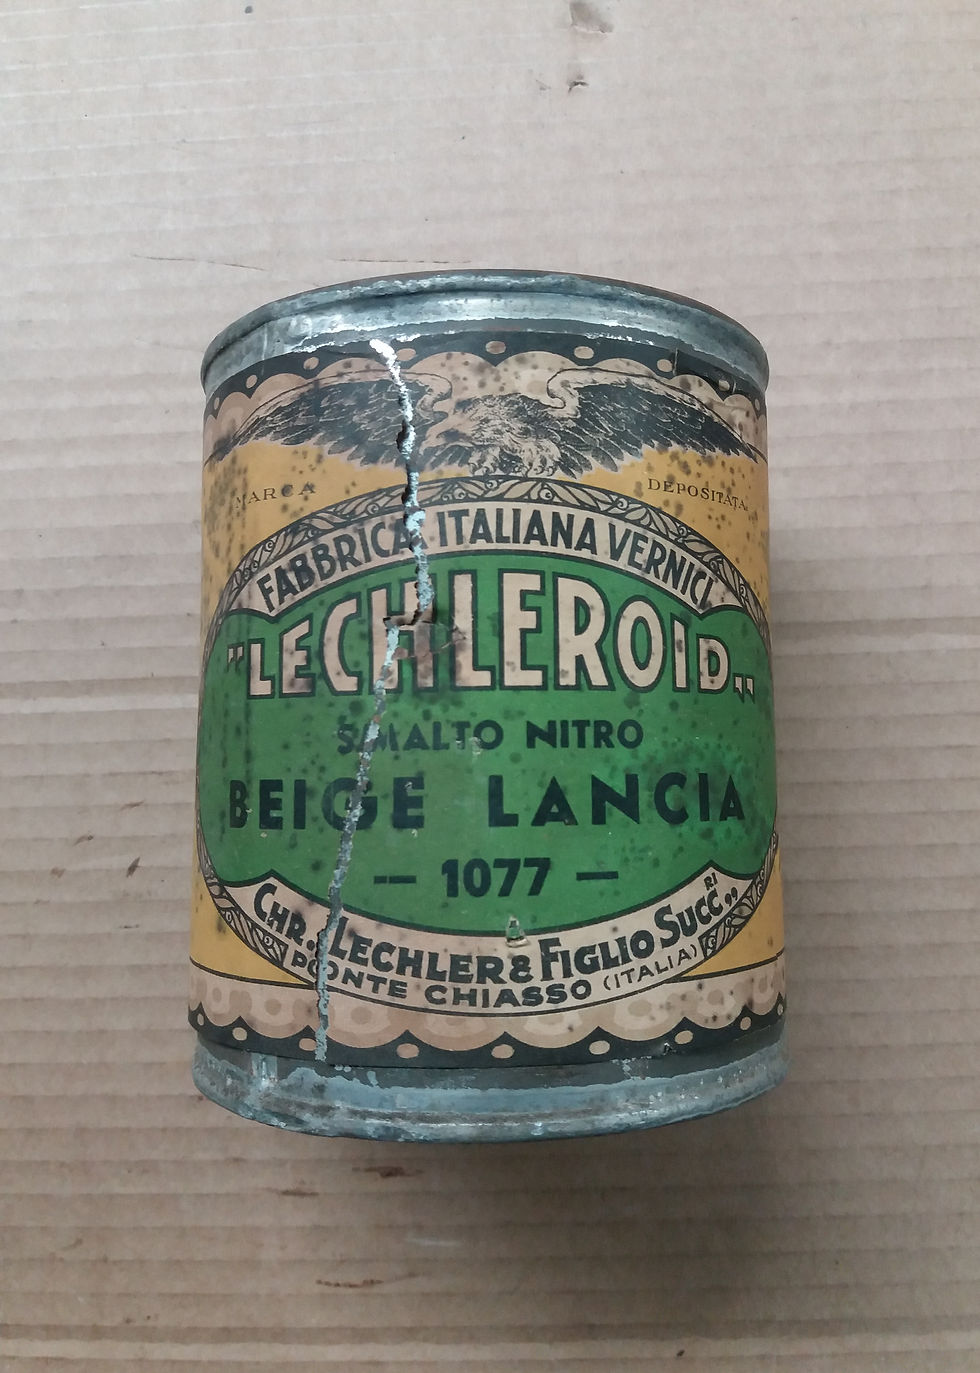 MARCA DEPOSITATA
FABBRICA ITALIANA VERNICI
"LECHLEROID„
SMALTO NITRO
BEIGE LANCIA
— 1077 —
CHR. LECHLER & FIGLIO SUCC.RI
PONTE CHIASSO (ITALIA)